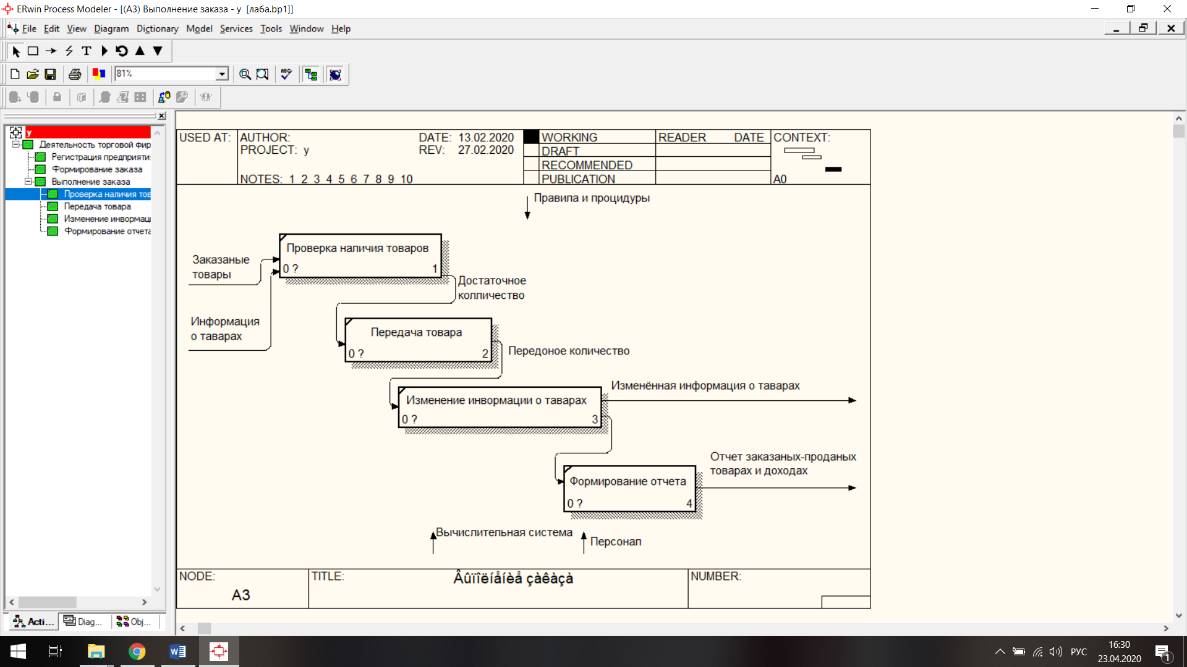 ERwin Process Modeler - [(A3) Выполнение заказа - у [лаба.bp1]]
File Edit View Diagram Dictionary Model Services Tools Window Help
81%
у
Деятельность торговой фир
Регистрация предприяти
Формирование заказа
Выполнение заказа
Проверка наличия тов
Передача товара
Изменение информац
Формирование отчета
Acti... Diag... Obj...
USED AT: AUTHOR: DATE: 13.02.2020 WORKING READER DATE CONTEXT:
PROJECT: у REV: 27.02.2020 DRAFT
RECOMMENDED
NOTES: 1 2 3 4 5 6 7 8 9 10 PUBLICATION A0
Правила и процедуры
Проверка наличия товаров
0 ? 1
Заказаные
товары
Достаточное
колличество
Информация
о таварах
Передача товара
0 ? 2
Передоное количество
Изменение инвормации о таварах
0 ? 3
Изменённая информация о таварах
Отчет заказаных-проданых
товарах и доходах
Формирование отчета
0 ? 4
Вычислительная система
Персонал
NODE: TITLE: NUMBER:
A3 Âûïîëíåíèå çàêàçà
РУС 16:30
23.04.2020
1